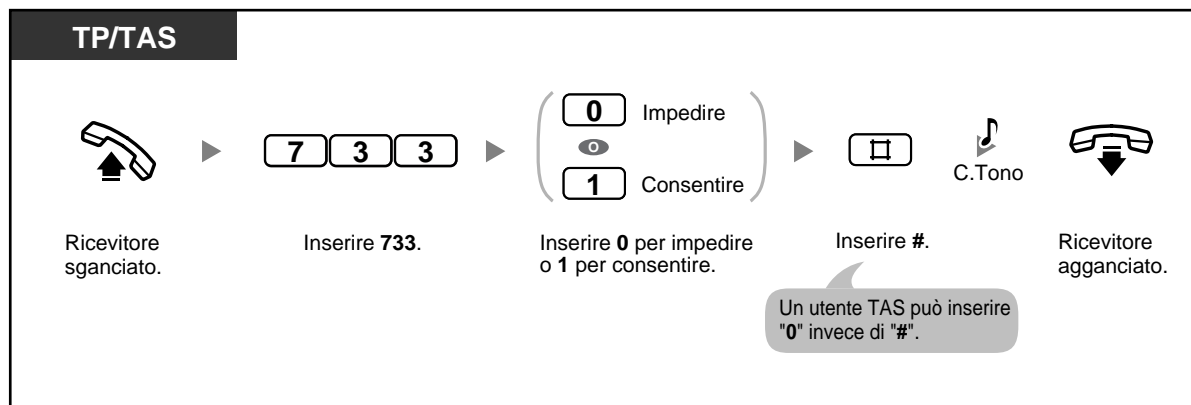 TP/TAS
7 3 3
0 Impedire
o
1 Consentire
#
C.Tono
Ricevitore
sganciato.
Inserire 733.
Inserire 0 per impedire
o 1 per consentire.
Inserire #.
Ricevitore
agganciato.
Un utente TAS può inserire
"0" invece di "#".